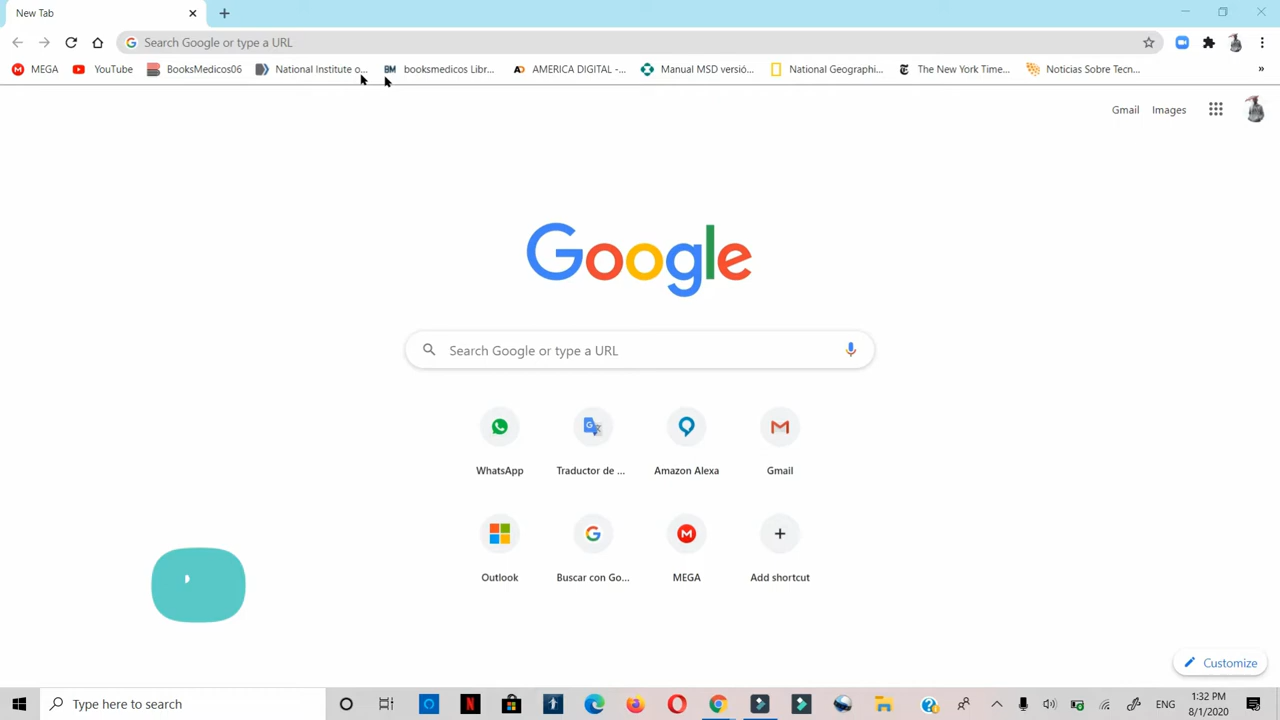 New Tab
Search Google or type a URL
MEGA YouTube BooksMedicos06 National Institute o... BM booksmedicos Libr... AD AMERICA DIGITAL -... Manual MSD versió... National Geographi... The New York Time... Noticias Sobre Tecn... »
Gmail Images
Google
Search Google or type a URL
WhatsApp Traductor de ... Amazon Alexa Gmail
Outlook Buscar con Go... MEGA Add shortcut
Customize
Type here to search
ENG
1:32 PM
8/1/2020